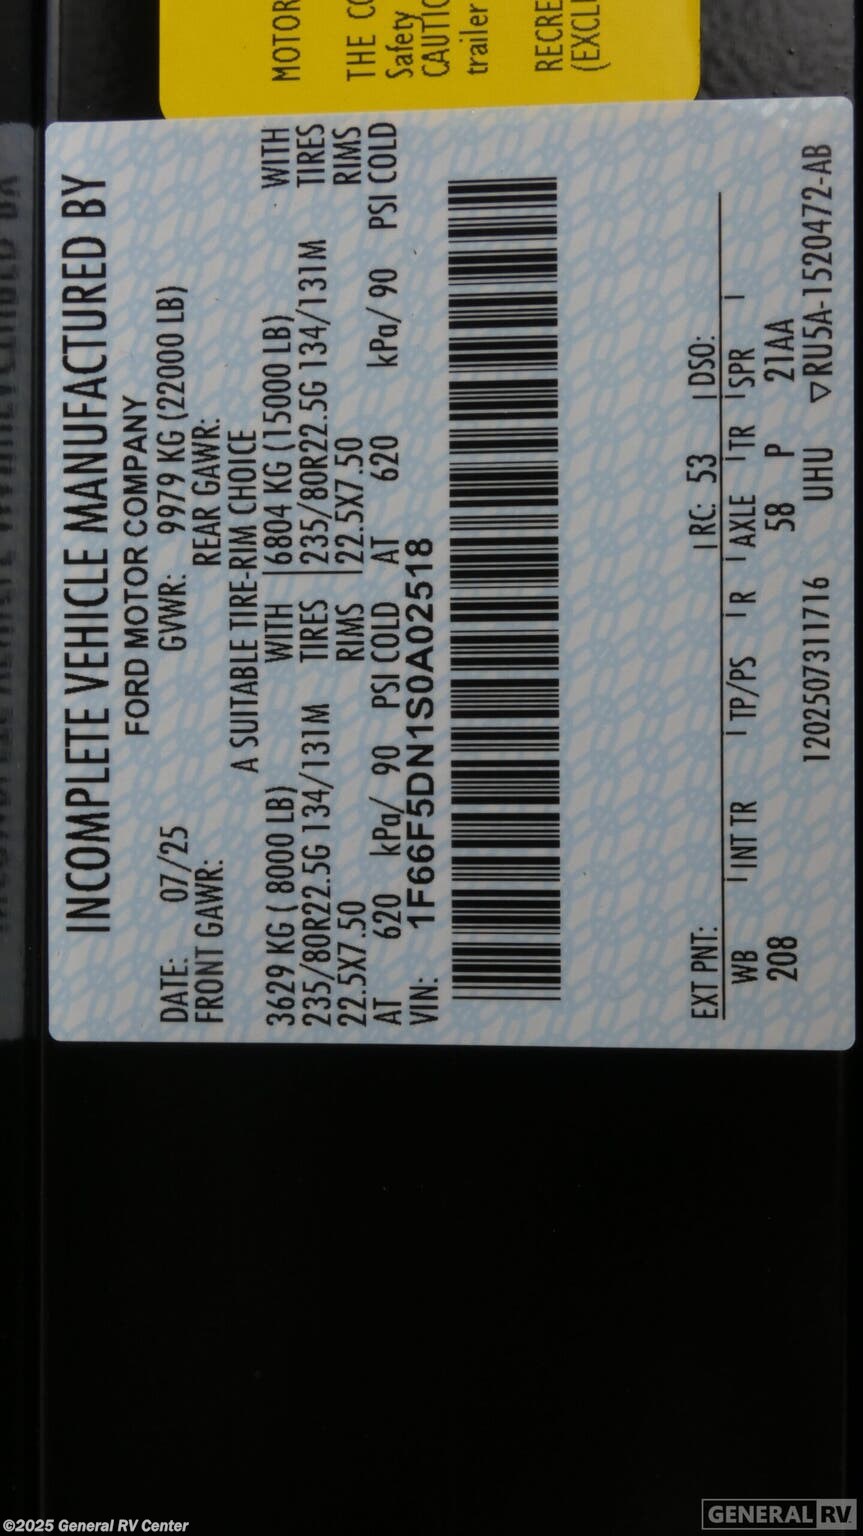 INCOMPLETE VEHICLE MANUFACTURED BY
FORD MOTOR COMPANY
DATE: 07/25 GVWR: 9979 KG (22000 LB)
FRONT GAWR: REAR GAWR:
A SUITABLE TIRE-RIM CHOICE
3629 KG ( 8000 LB) WITH 6804 KG (15000 LB) WITH
235/80R22.5G 134/131M TIRES 235/80R22.5G 134/131M TIRES
22.5X7.50 RIMS 22.5X7.50 RIMS
AT 620 kPa/ 90 PSI COLD AT 620 kPa/ 90 PSI COLD
VIN: 1F66F5DN1S0A02518
EXT PNT: RC: 53 DSO:
WB INT TR TP/PS R AXLE TR SPR
208 58 P 21AA
1202507311716 UHU ▽RU5A-1520472-AB
MOTOR
THE CO
Safety
CAUTIO
trailer
RECRE
(EXCLU
©2025 General RV Center
GENERAL RV